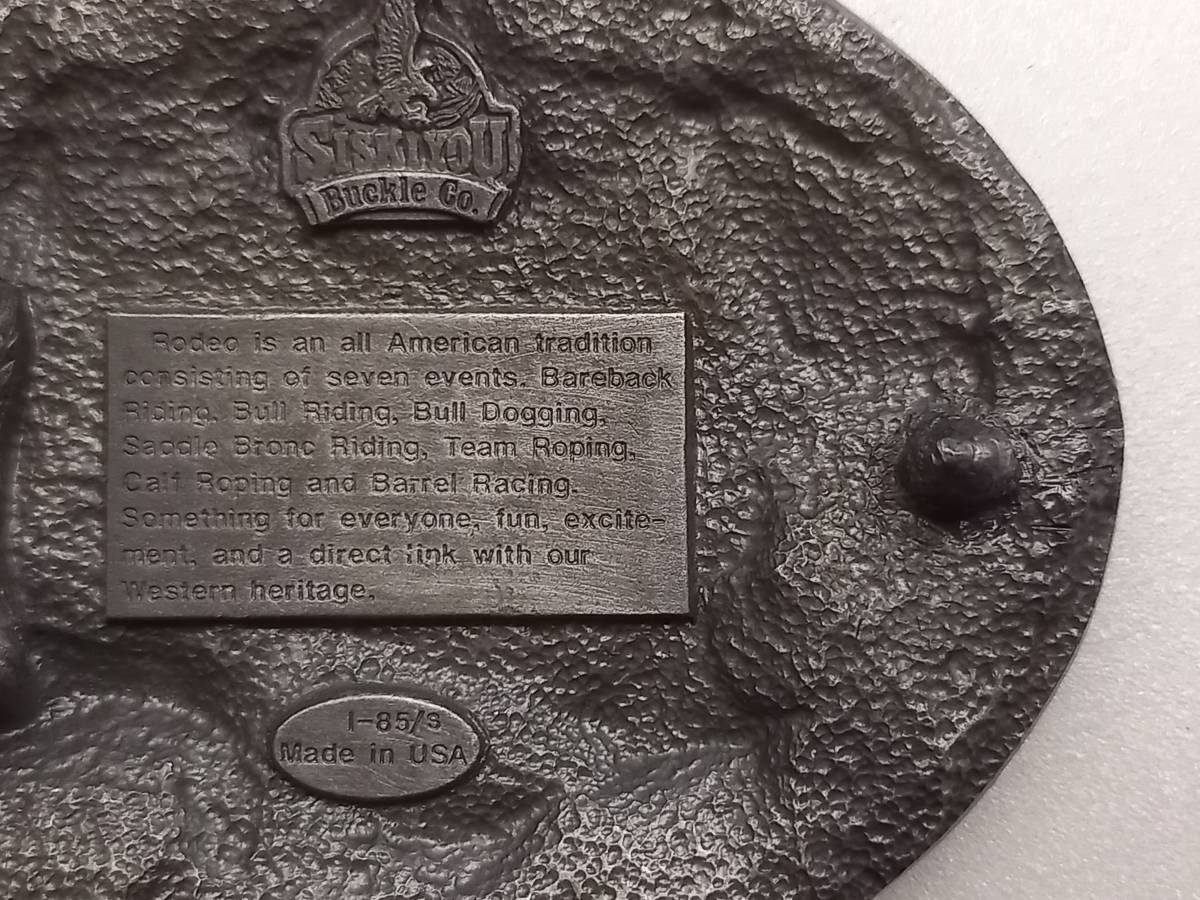 SISKIYOU
Buckle Co.
Rodeo is an all American tradition
consisting of seven events. Bareback
Riding, Bull Riding, Bull Dogging,
Saddle Bronc Riding, Team Roping,
Calf Roping and Barrel Racing.
Something for everyone, fun, excite-
ment, and a direct link with our
Western heritage.
I-85/s
Made in USA